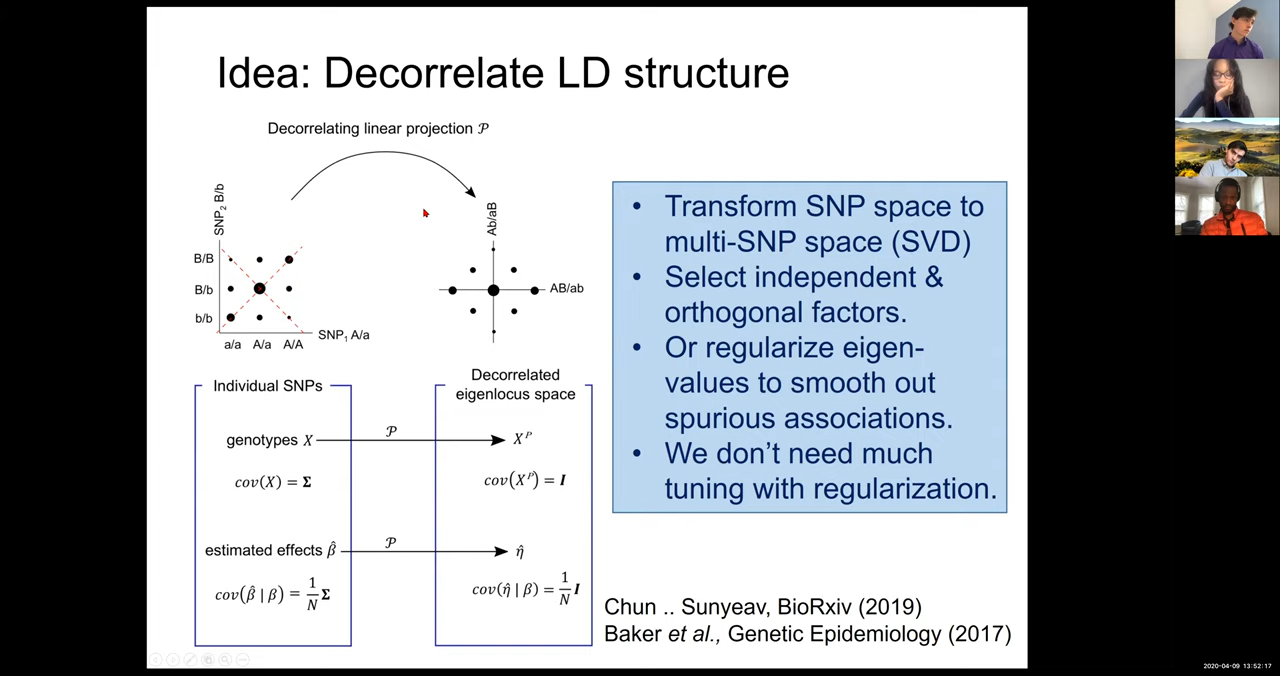 Idea: Decorrelate LD structure
Decorrelating linear projection 𝒫
SNP₂ B/b
B/B
B/b
b/b
a/a A/a A/A
SNP₁ A/a
Ab/aB
AB/ab
Individual SNPs
genotypes X
cov(X) = Σ
estimated effects β̂
cov(β̂ | β) = 1/N Σ
𝒫
𝒫
Decorrelated
eigenlocus space
Xᴾ
cov(Xᴾ) = I
η̂
cov(η̂ | β) = 1/N I
• Transform SNP space to
multi-SNP space (SVD)
• Select independent &
orthogonal factors.
• Or regularize eigen-
values to smooth out
spurious associations.
• We don’t need much
tuning with regularization.
Chun .. Sunyeav, BioRxiv (2019)
Baker et al., Genetic Epidemiology (2017)
2020-04-09 13:52:17